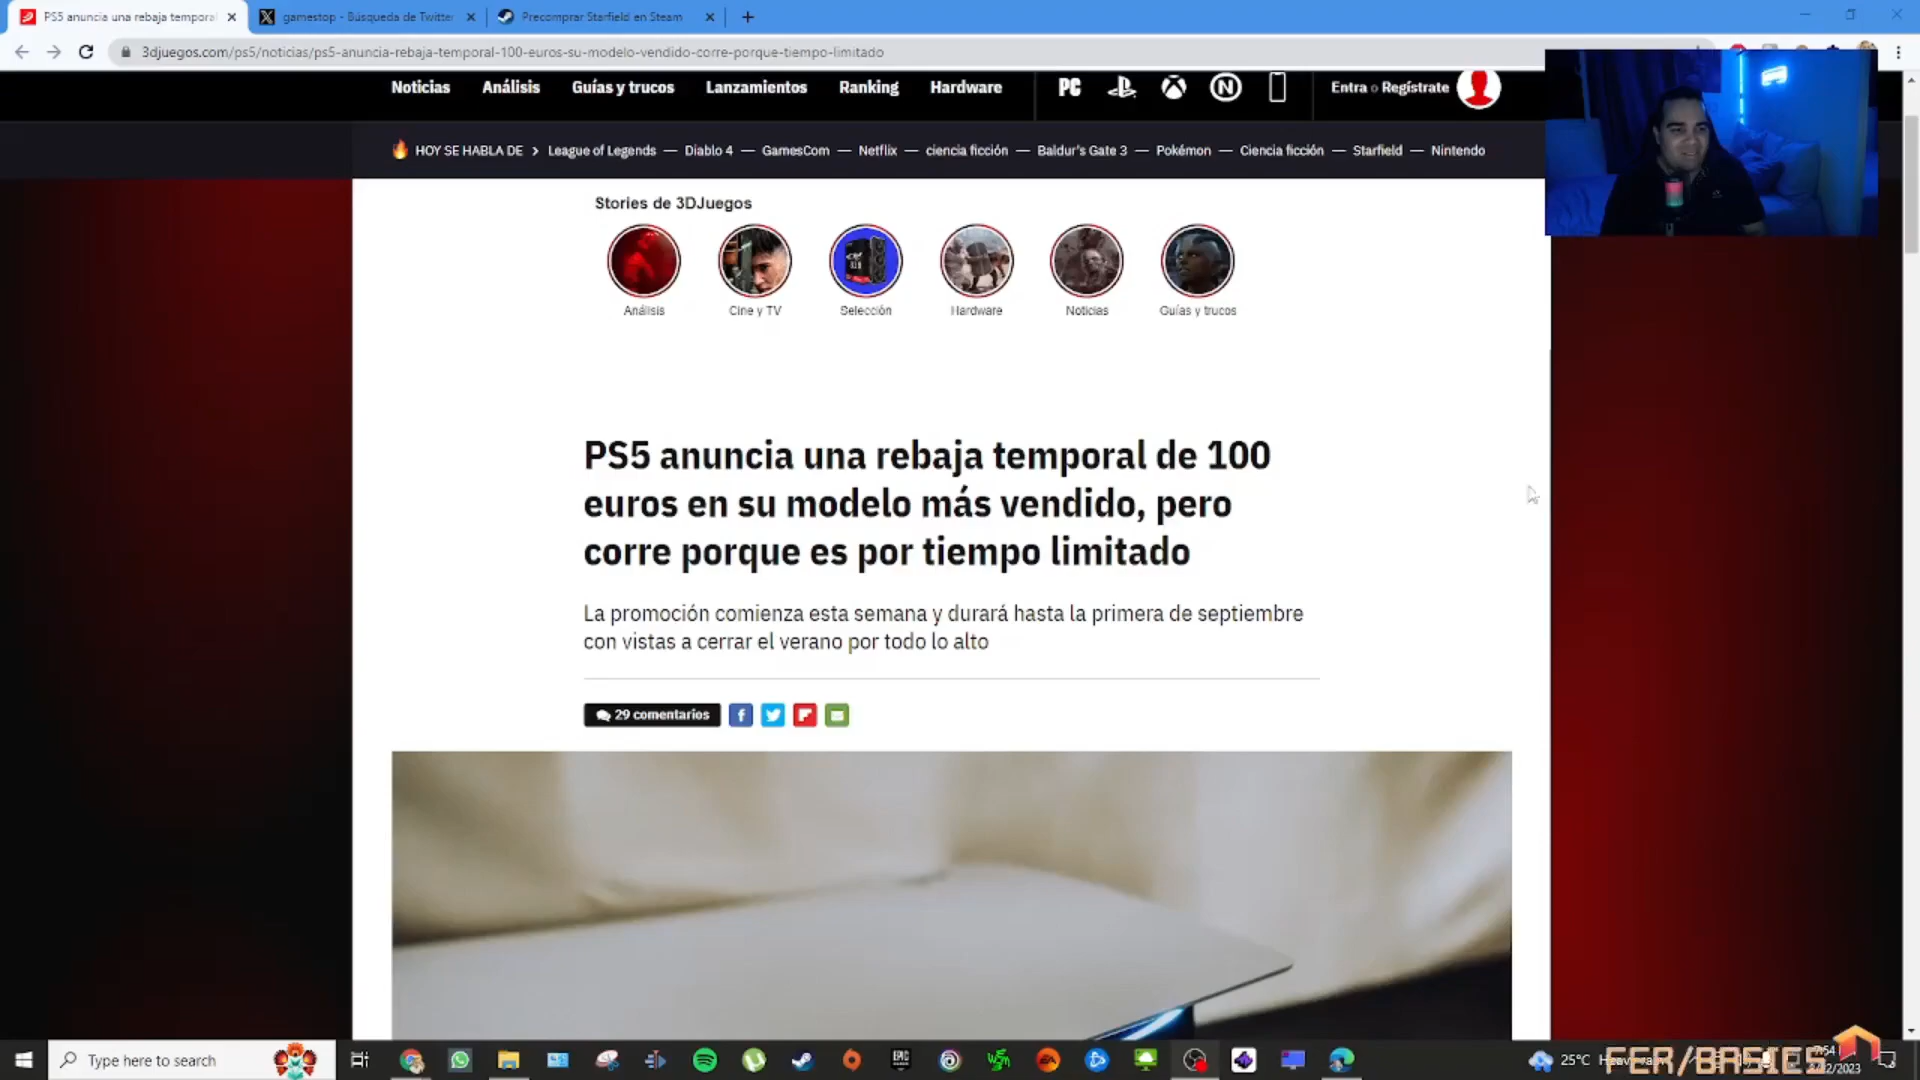 PS5 anuncia una rebaja temporal
gamestop - Búsqueda de Twitter
Precomprar Starfield en Steam
3djuegos.com/ps5/noticias/ps5-anuncia-rebaja-temporal-100-euros-su-modelo-vendido-corre-porque-tiempo-limitado
Noticias Análisis Guías y trucos Lanzamientos Ranking Hardware PC Entra o Regístrate
HOY SE HABLA DE > League of Legends — Diablo 4 — GamesCom — Netflix — ciencia ficción — Baldur's Gate 3 — Pokémon — Ciencia ficción — Starfield — Nintendo
Stories de 3DJuegos
Análisis Cine y TV Selección Hardware Noticias Guías y trucos
PS5 anuncia una rebaja temporal de 100
euros en su modelo más vendido, pero
corre porque es por tiempo limitado
La promoción comienza esta semana y durará hasta la primera de septiembre
con vistas a cerrar el verano por todo lo alto
29 comentarios
Type here to search
EPIC GAMES
EA
25°C
FER/BASIES